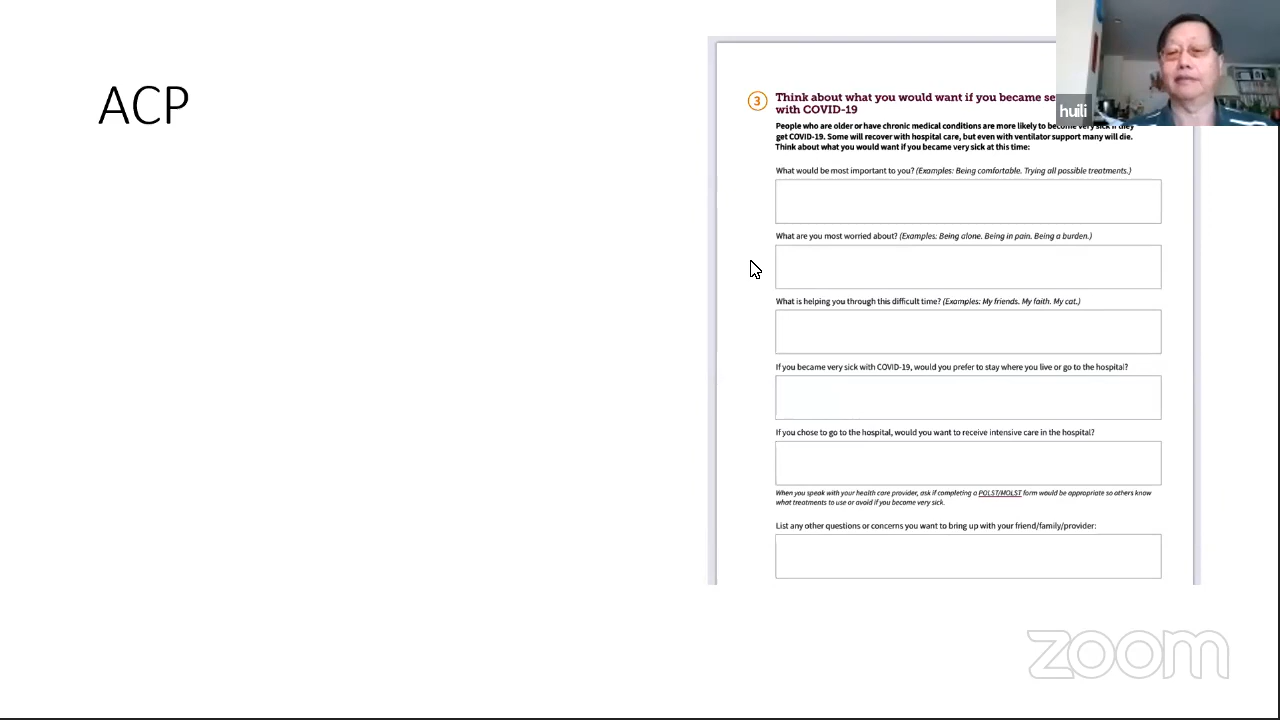 ACP
3 Think about what you would want if you became se
with COVID-19
People who are older or have chronic medical conditions are more likely to become very sick if they
get COVID-19. Some will recover with hospital care, but even with ventilator support many will die.
Think about what you would want if you became very sick at this time:
What would be most important to you? (Examples: Being comfortable. Trying all possible treatments.)
What are you most worried about? (Examples: Being alone. Being in pain. Being a burden.)
What is helping you through this difficult time? (Examples: My friends. My faith. My cat.)
If you became very sick with COVID-19, would you prefer to stay where you live or go to the hospital?
If you chose to go to the hospital, would you want to receive intensive care in the hospital?
When you speak with your health care provider, ask if completing a POLST/MOLST form would be appropriate so others know
what treatments to use or avoid if you become very sick.
List any other questions or concerns you want to bring up with your friend/family/provider:
huili
zoom